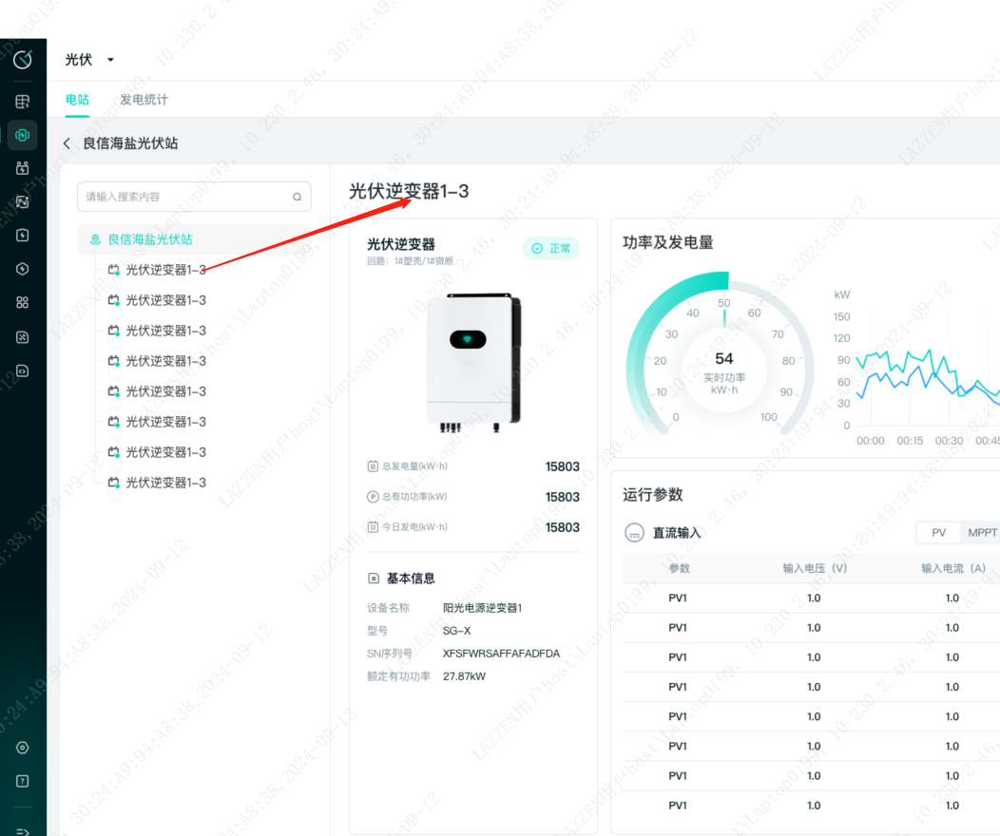 光伏
电站
发电统计
良信海盐光伏站
请输入搜索内容
良信海盐光伏站
光伏逆变器1-3
光伏逆变器1-3
光伏逆变器1-3
光伏逆变器1-3
光伏逆变器1-3
光伏逆变器1-3
光伏逆变器1-3
光伏逆变器1-3
光伏逆变器1-3
光伏逆变器
正常
回路：1#塑壳/1#微断
总发电量(kW·h) 15803
总有功功率(kW) 15803
今日发电(kW·h) 15803
基本信息
设备名称 阳光电源逆变器1
型号 SG-X
SN序列号 XFSFWRSAFFAFADFDA
额定有功功率 27.87kW
功率及发电量
0
10
20
30
40
50
60
70
80
90
100
54
实时功率
kW·h
kW
150
120
90
60
30
0
00:00 00:15 00:30 00:45
运行参数
直流输入
PV MPPT
参数 输入电压（V） 输入电流（A）
PV1 1.0 1.0
PV1 1.0 1.0
PV1 1.0 1.0
PV1 1.0 1.0
PV1 1.0 1.0
PV1 1.0 1.0
PV1 1.0 1.0
PV1 1.0 1.0